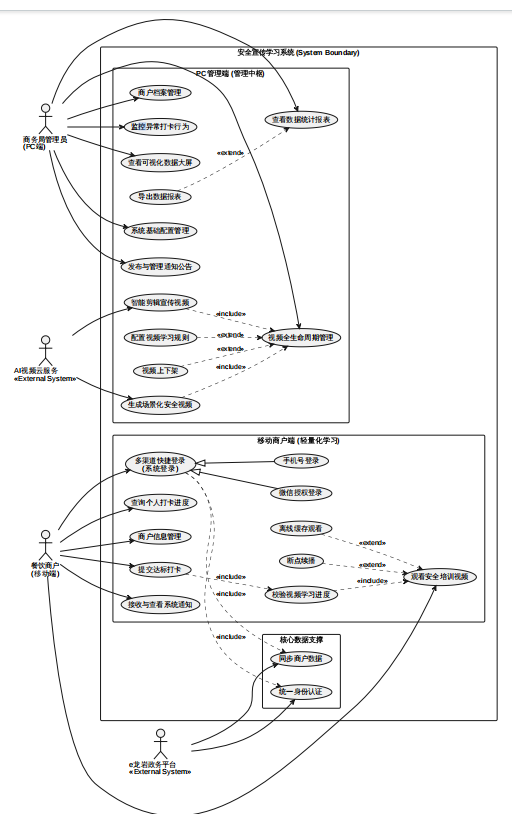 安全宣传学习系统 (System Boundary)
PC管理端 (管理中枢)
商户档案管理
查看数据统计报表
监控异常打卡行为
商务局管理员
(PC端)
查看可视化数据大屏
«extend»
导出数据报表
系统基础配置管理
发布与管理通知公告
智能剪辑宣传视频
«include»
配置视频学习规则
«extend»
视频全生命周期管理
«extend»
视频上下架
AI视频云服务
«External System»
«include»
生成场景化安全视频
移动商户端 (轻量化学习)
多渠道快捷登录
(系统登录)
手机号登录
微信授权登录
查询个人打卡进度
离线缓存观看
商户信息管理
«extend»
断点续播
«extend»
餐饮商户
(移动端)
提交达标打卡
«include»
«include»
观看安全培训视频
«include»
校验视频学习进度
接收与查看系统通知
«include»
核心数据支撑
同步商户数据
统一身份认证
e龙岩政务平台
«External System»